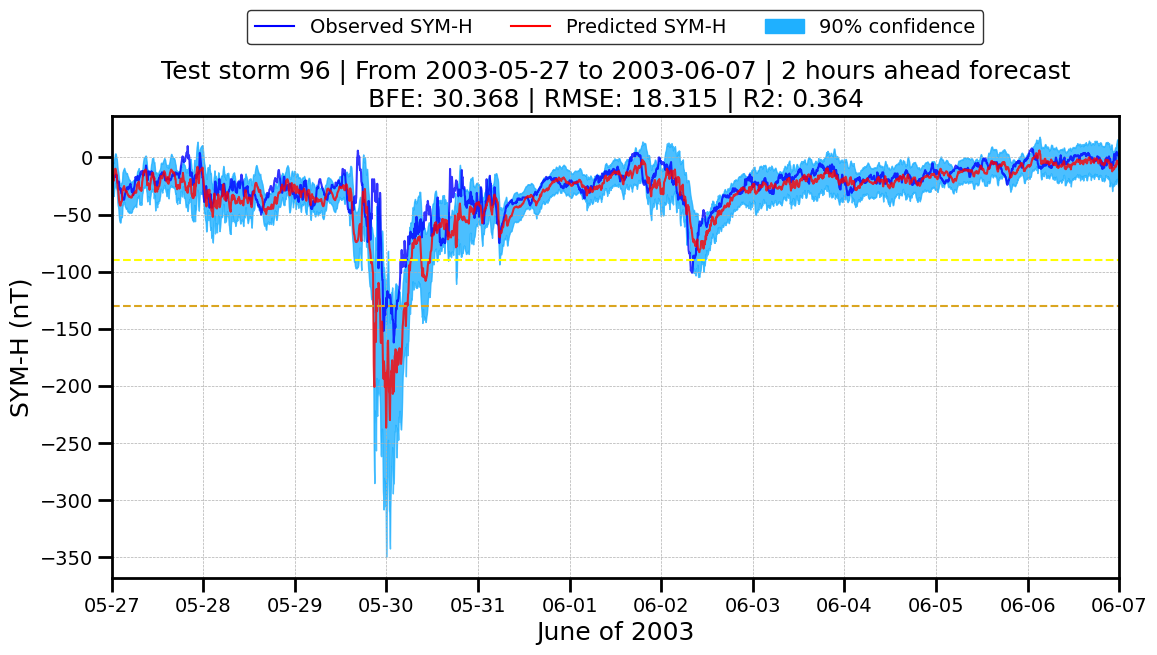 Observed SYM-H Predicted SYM-H 90% confidence
Test storm 96 | From 2003-05-27 to 2003-06-07 | 2 hours ahead forecast
BFE: 30.368 | RMSE: 18.315 | R2: 0.364
SYM-H (nT)
0
−50
−100
−150
−200
−250
−300
−350
05-27 05-28 05-29 05-30 05-31 06-01 06-02 06-03 06-04 06-05 06-06 06-07
June of 2003